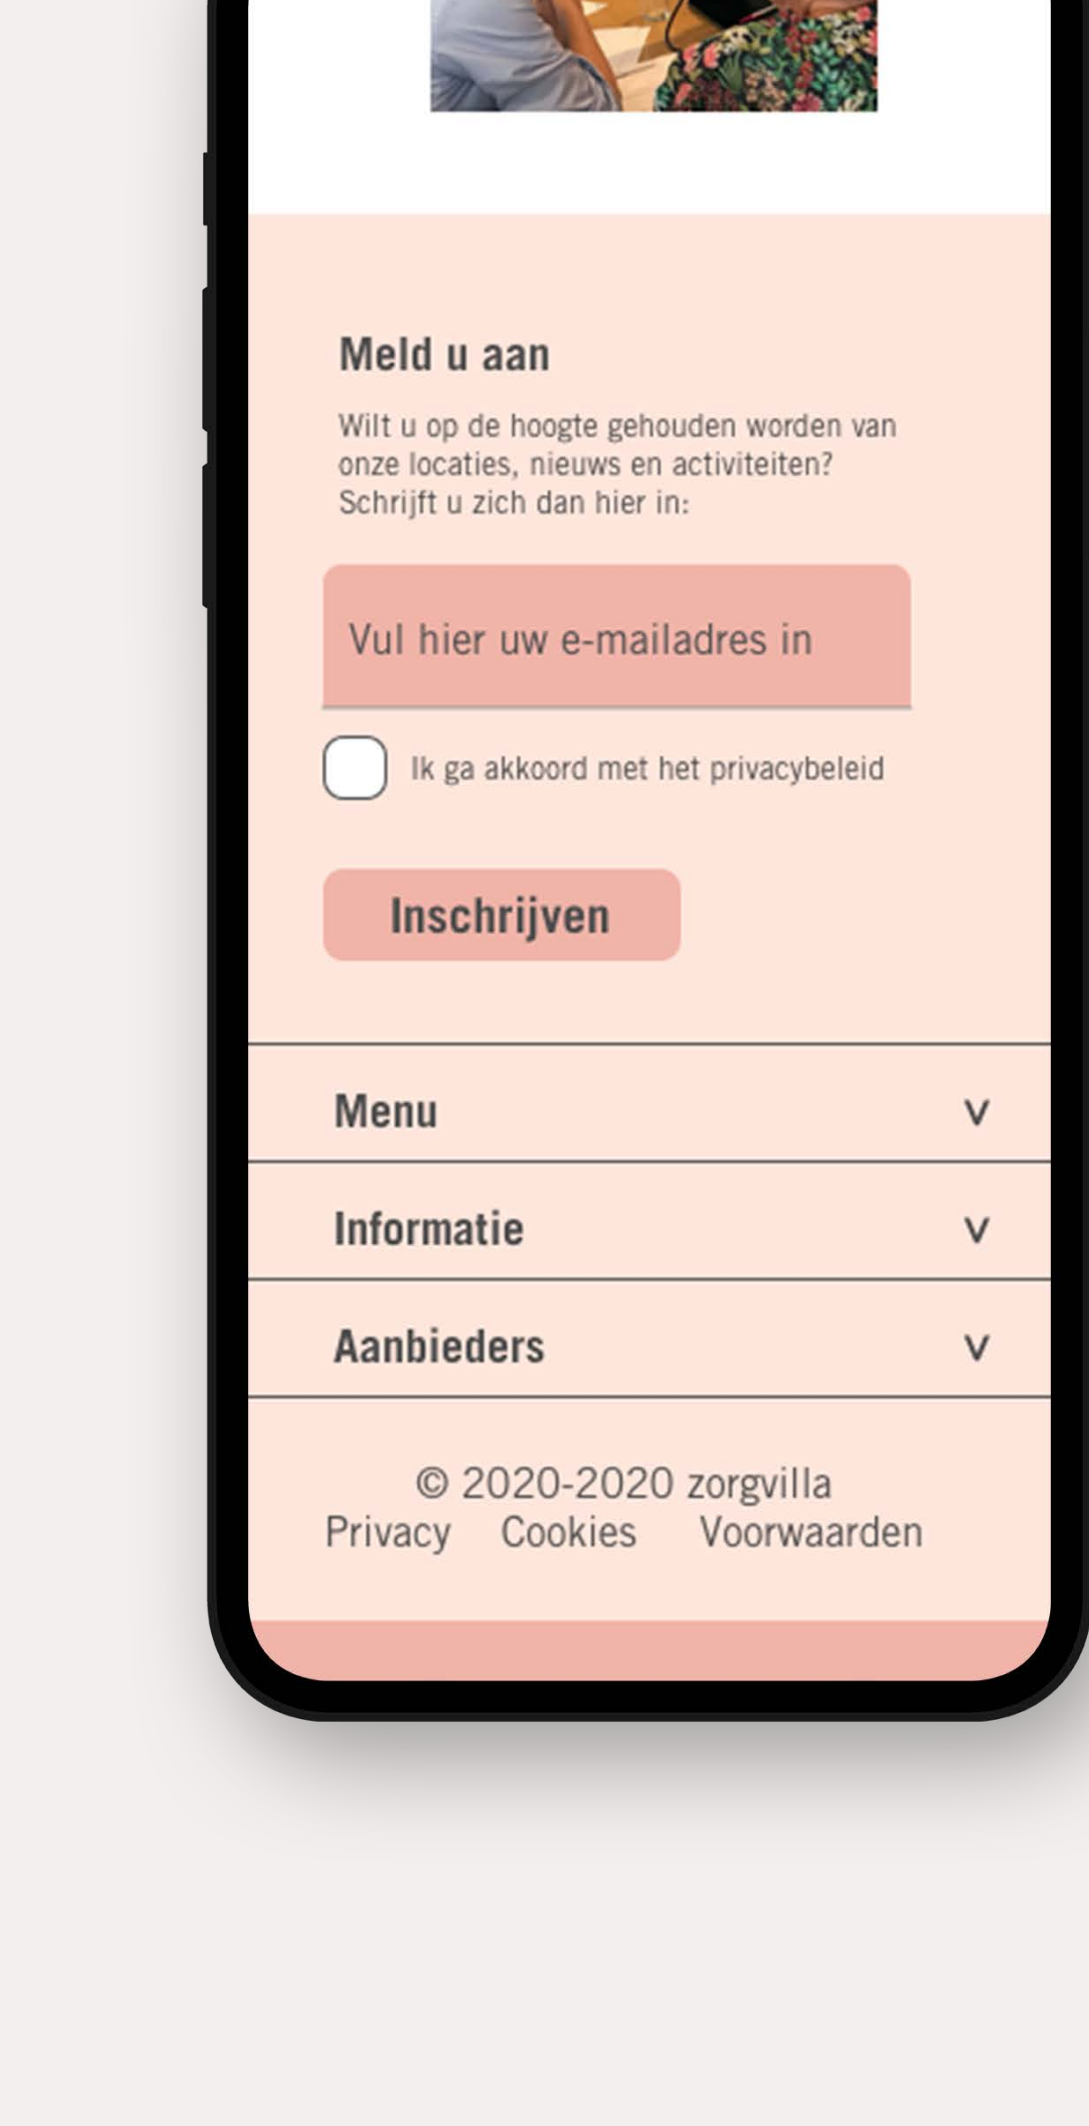 Meld u aan
Wilt u op de hoogte gehouden worden van
onze locaties, nieuws en activiteiten?
Schrijft u zich dan hier in:
Vul hier uw e-mailadres in
Ik ga akkoord met het privacybeleid
Inschrijven
Menu
Informatie
Aanbieders
© 2020-2020 zorgvilla
Privacy Cookies Voorwaarden